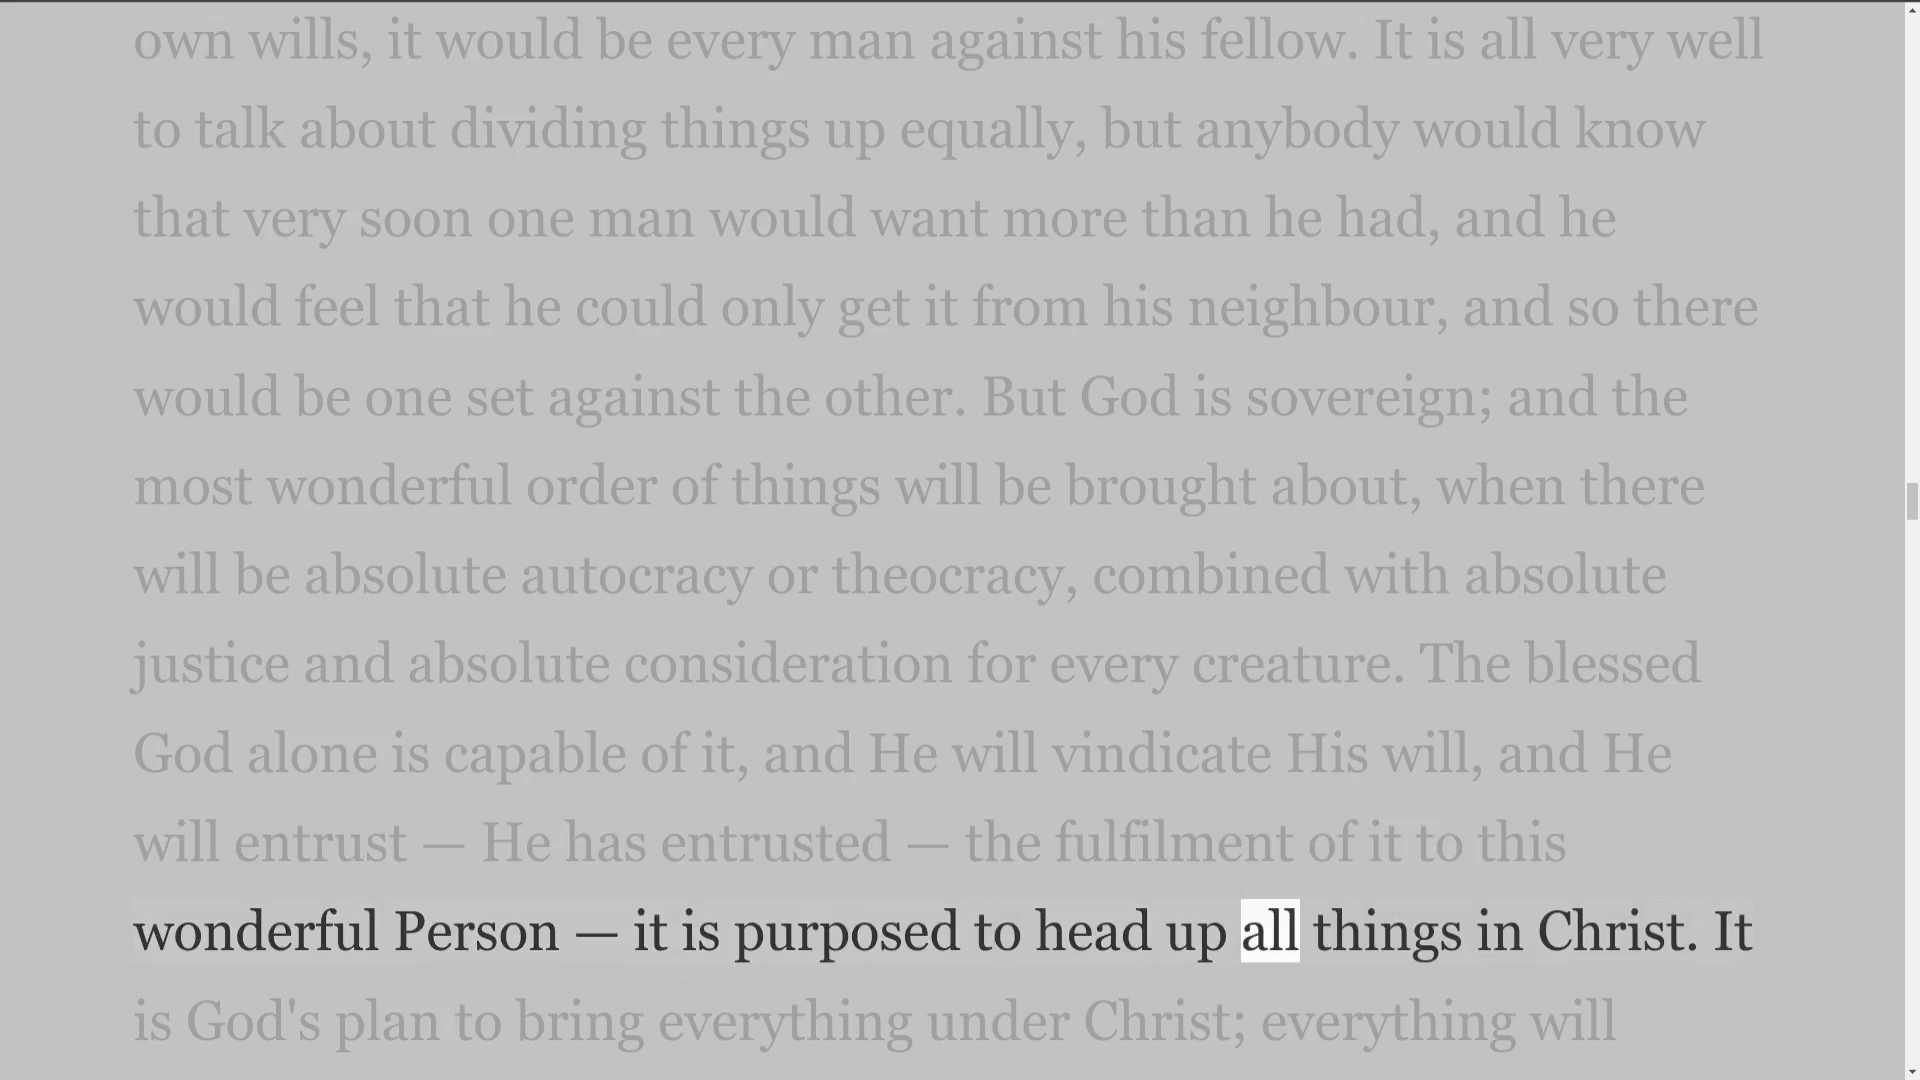 own wills, it would be every man against his fellow. It is all very well
to talk about dividing things up equally, but anybody would know
that very soon one man would want more than he had, and he
would feel that he could only get it from his neighbour, and so there
would be one set against the other. But God is sovereign; and the
most wonderful order of things will be brought about, when there
will be absolute autocracy or theocracy, combined with absolute
justice and absolute consideration for every creature. The blessed
God alone is capable of it, and He will vindicate His will, and He
will entrust — He has entrusted — the fulfilment of it to this
wonderful Person — it is purposed to head up all things in Christ. It
is God's plan to bring everything under Christ; everything will